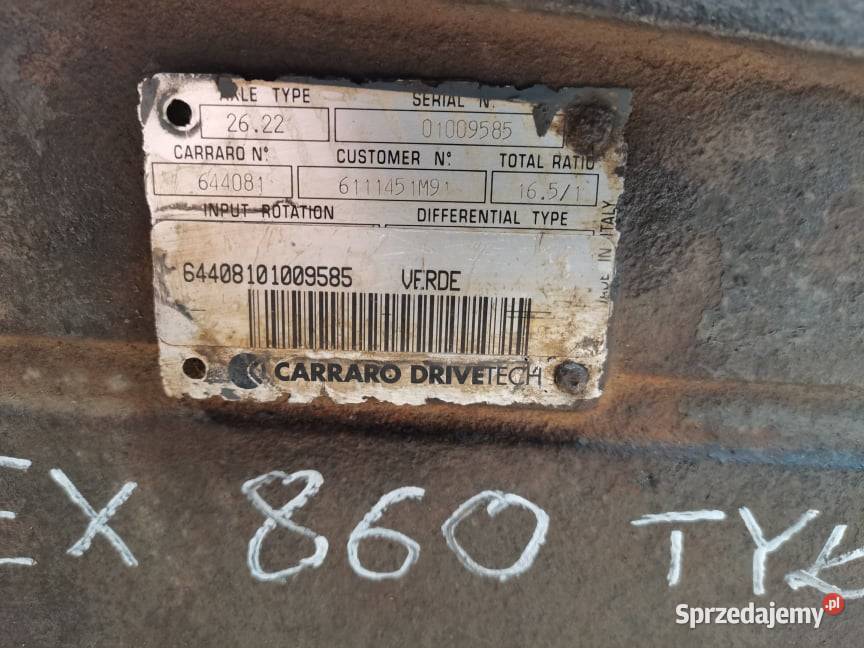 AXLE TYPE SERIAL N.
26.22 01009585
CARRARO N° CUSTOMER N° TOTAL RATIO
644081 6111451M91 16.5/1
INPUT ROTATION DIFFERENTIAL TYPE
MADE IN ITALY
64408101009585 VERDE
CARRARO DRIVETECH
EX 860 TYŁ
Sprzedajemy.pl